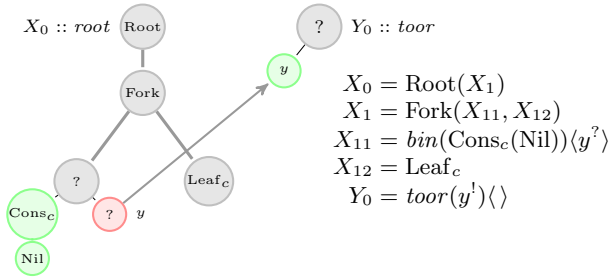 X₀ :: root
Root
?
Y₀ :: toor
y
Fork
X₀ = Root(X₁)
X₁ = Fork(X₁₁, X₁₂)
X₁₁ = bin(Cons_c(Nil))⟨y^?⟩
X₁₂ = Leaf_c
Y₀ = toor(y^!)⟨ ⟩
?
Leaf_c
Cons_c
?
y
Nil